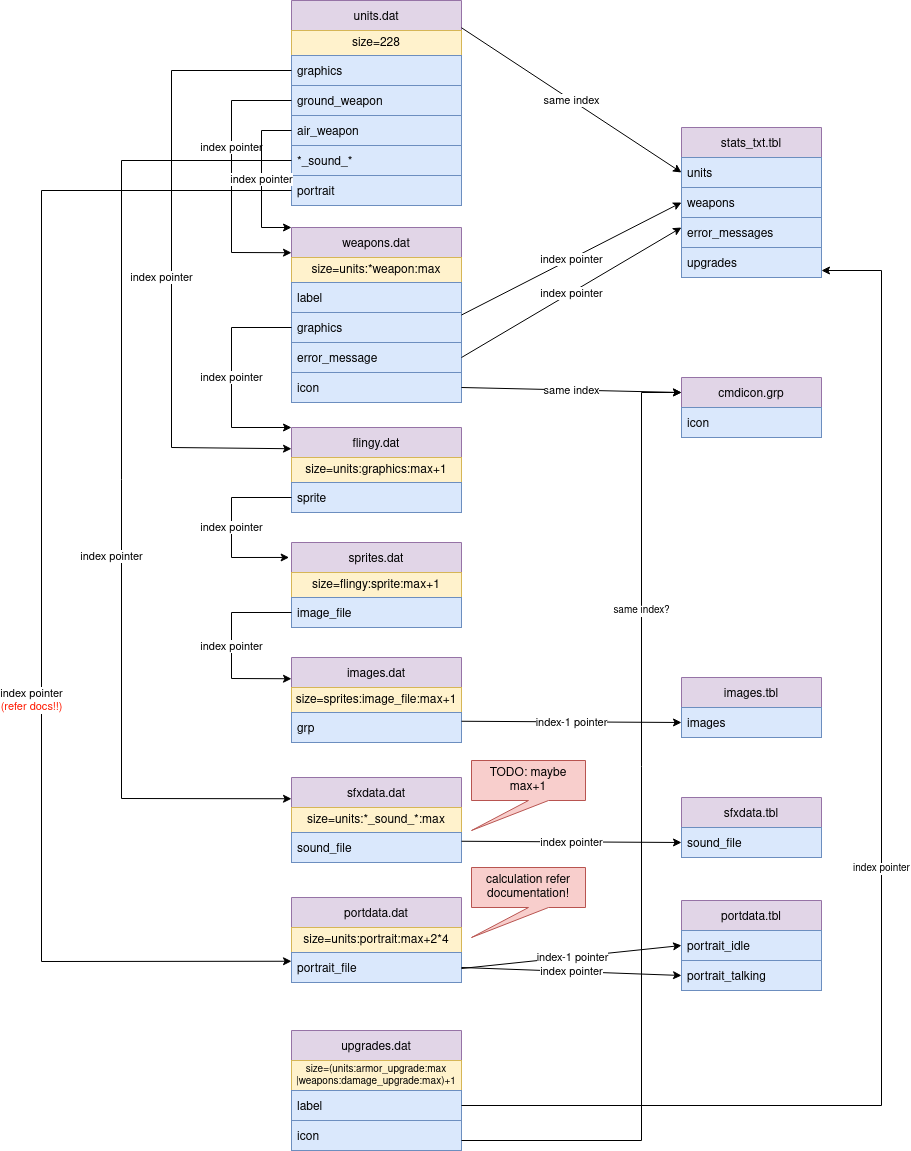 units.dat
size=228
graphics
ground_weapon
air_weapon
*_sound_*
portrait
same index
index pointer
index pointer
stats_txt.tbl
units
weapons
error_messages
upgrades
weapons.dat
size=units:*weapon:max
label
graphics
error_message
icon
index pointer
index pointer
index pointer
index pointer
same index
cmdicon.grp
icon
flingy.dat
size=units:graphics:max+1
sprite
index pointer
index pointer
sprites.dat
size=flingy:sprite:max+1
image_file
same index?
index pointer
images.dat
size=sprites:image_file:max+1
grp
index-1 pointer
images.tbl
images
index pointer
(refer docs!!)
TODO: maybe
max+1
sfxdata.dat
size=units:*_sound_*:max
sound_file
index pointer
sfxdata.tbl
sound_file
index pointer
calculation refer
documentation!
portdata.dat
size=units:portrait:max+2*4
portrait_file
index-1 pointer
index pointer
portdata.tbl
portrait_idle
portrait_talking
upgrades.dat
size=(units:armor_upgrade:max
|weapons:damage_upgrade:max)+1
label
icon